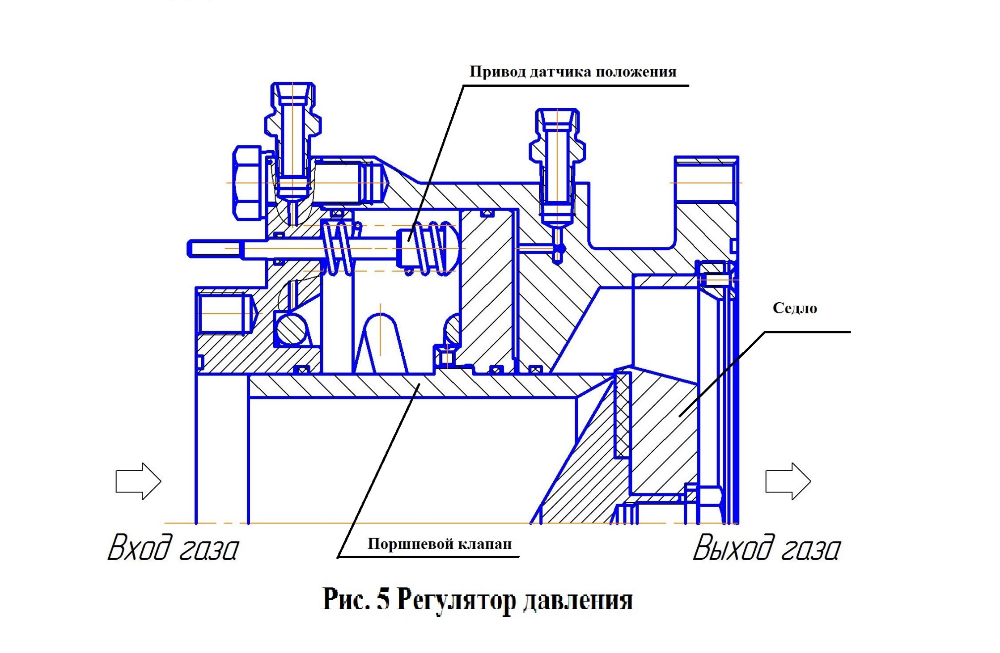 Привод датчика положения
Седло
Поршневой клапан
Вход газа
Выход газа
Рис. 5 Регулятор давления